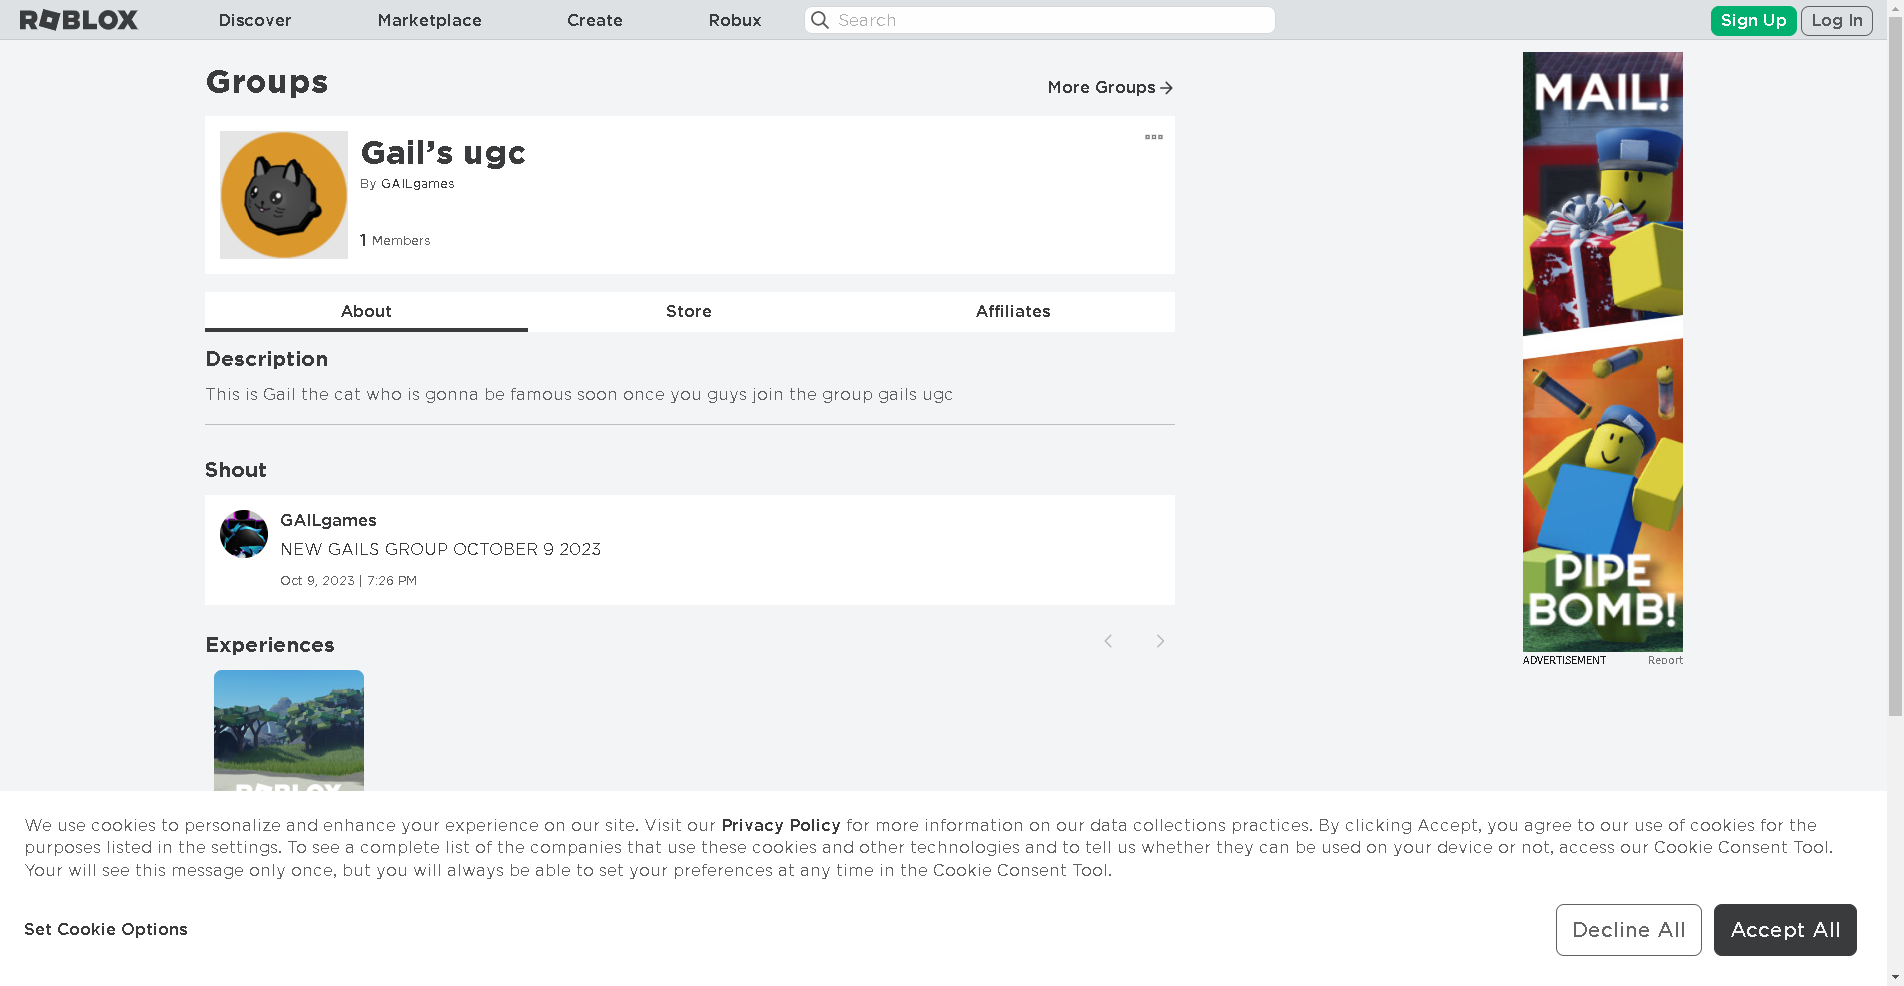 ROBLOX
Discover
Marketplace
Create
Robux
Search
Sign Up
Log In
Groups
More Groups
Gail's ugc
By GAILgames
1 Members
About
Store
Affiliates
Description
This is Gail the cat who is gonna be famous soon once you guys join the group gails ugc
Shout
GAILgames
NEW GAILS GROUP OCTOBER 9 2023
Oct 9, 2023 | 7:26 PM
Experiences
ROBLOX
MAIL!
PIPE
BOMB!
ADVERTISEMENT
Report
We use cookies to personalize and enhance your experience on our site. Visit our Privacy Policy for more information on our data collections practices. By clicking Accept, you agree to our use of cookies for the
purposes listed in the settings. To see a complete list of the companies that use these cookies and other technologies and to tell us whether they can be used on your device or not, access our Cookie Consent Tool.
Your will see this message only once, but you will always be able to set your preferences at any time in the Cookie Consent Tool.
Set Cookie Options
Decline All
Accept All